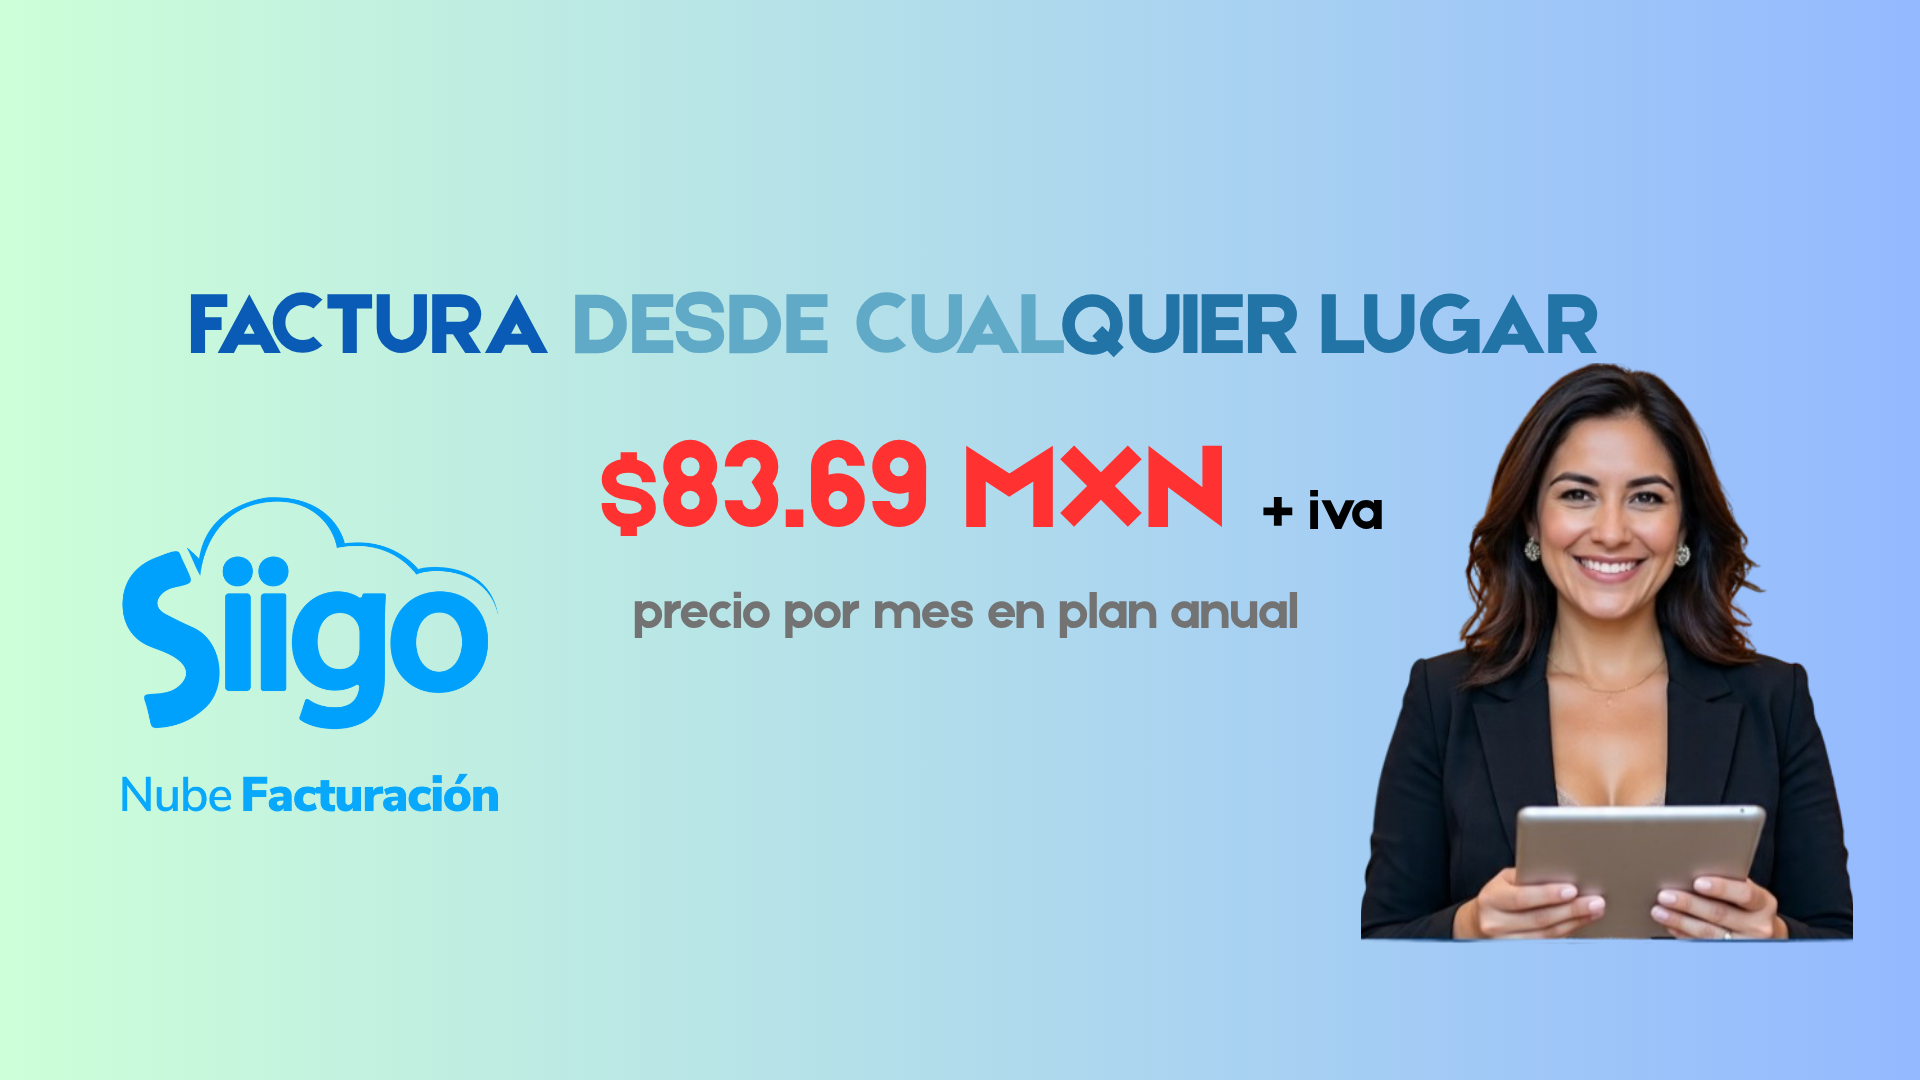 FACTURA DESDE CUALQUIER LUGAR
$83.69 MXN + iva
precio por mes en plan anual
Siigo
Nube Facturación